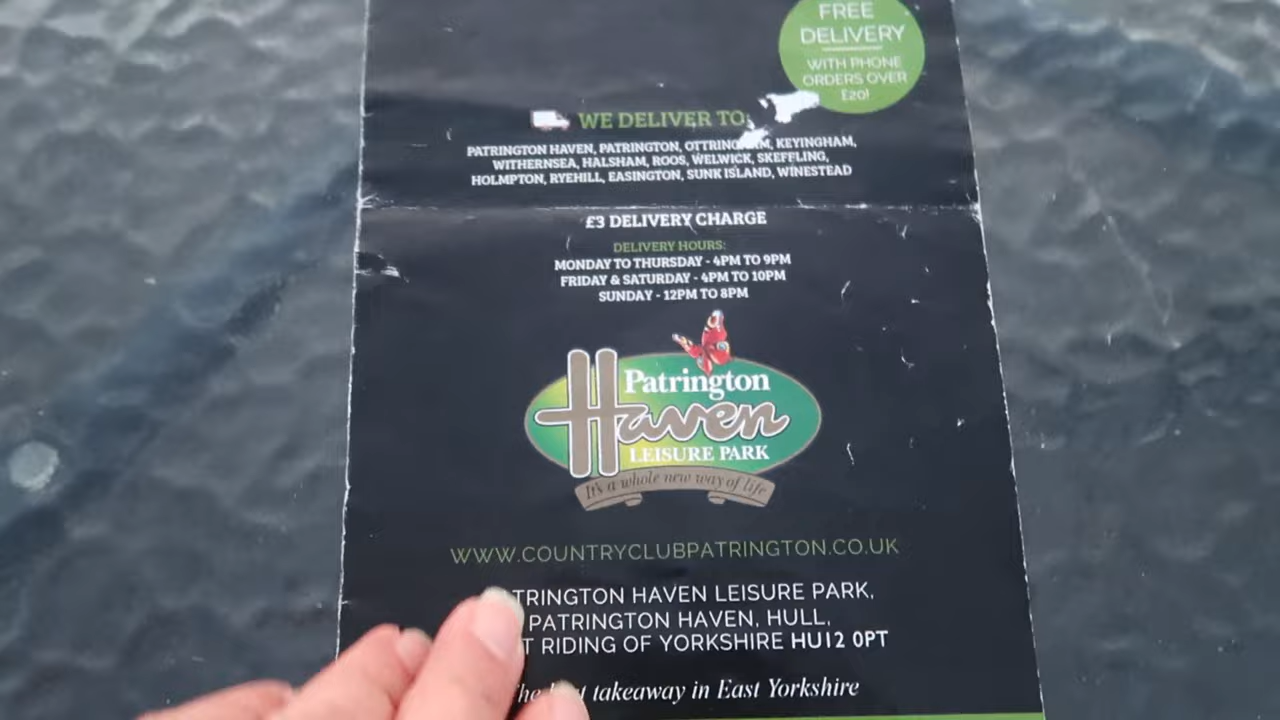 FREE
DELIVERY
WITH PHONE
ORDERS OVER
£20!
WE DELIVER TO
PATRINGTON HAVEN, PATRINGTON, KEYINGHAM,
WITHERNSEA, HALSHAM, ROOS, WELWICK, SKEFFLING,
HOLMPTON, RYEHILL, EASINGTON, SUNK ISLAND, WINESTEAD
£3 DELIVERY CHARGE
DELIVERY HOURS:
MONDAY TO THURSDAY - 4PM TO 9PM
FRIDAY & SATURDAY - 4PM TO 10PM
SUNDAY - 12PM TO 8PM
Patrington
Haven
LEISURE PARK
It's a whole new way of life
WWW.COUNTRYCLUBPATRINGTON.CO.UK
TRINGTON HAVEN LEISURE PARK,
PATRINGTON HAVEN, HULL,
T RIDING OF YORKSHIRE HU12 0PT
takeaway in East Yorkshire